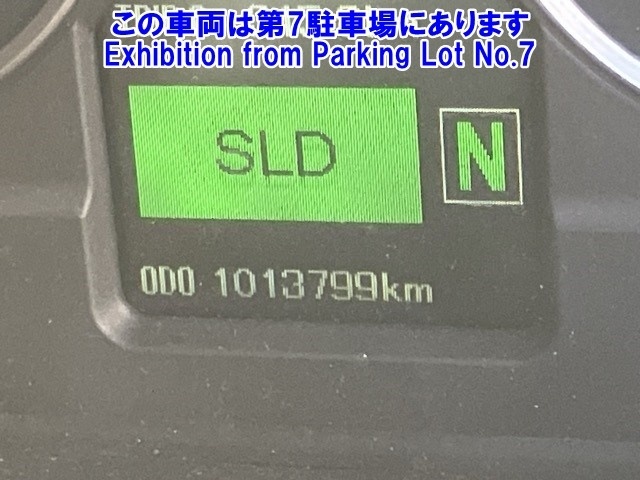 この車両は第7駐車場にあります
Exhibition from Parking Lot No.7
SLD
N
ODO 1013799km